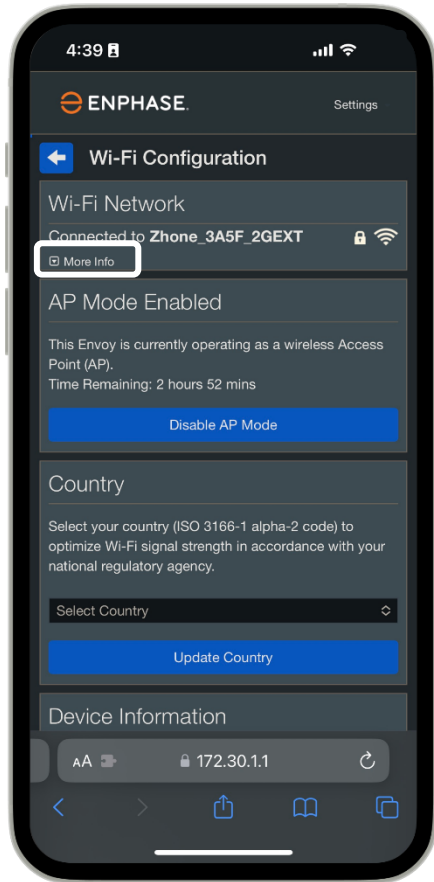 4:39
ENPHASE.
Settings
Wi-Fi Configuration
Wi-Fi Network
Connected to Zhone_3A5F_2GEXT
More Info
AP Mode Enabled
This Envoy is currently operating as a wireless Access
Point (AP).
Time Remaining: 2 hours 52 mins
Disable AP Mode
Country
Select your country (ISO 3166-1 alpha-2 code) to
optimize Wi-Fi signal strength in accordance with your
national regulatory agency.
Select Country
Update Country
Device Information
AA 172.30.1.1